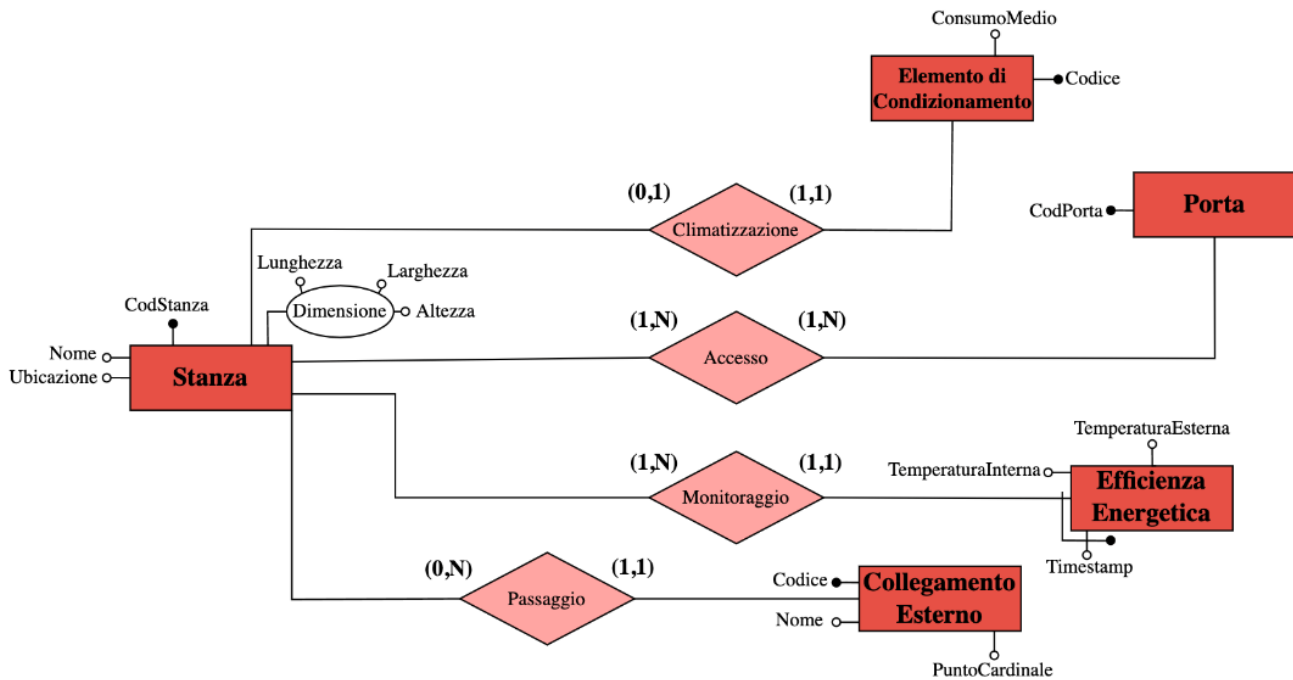 ConsumoMedio
Elemento di
Condizionamento
Codice
(0,1)
(1,1)
Climatizzazione
CodPorta
Porta
Lunghezza
Larghezza
Dimensione
Altezza
CodStanza
(1,N)
(1,N)
Accesso
Nome
Ubicazione
Stanza
TemperaturaEsterna
(1,N)
(1,1)
TemperaturaInterna
Monitoraggio
Efficienza
Energetica
Timestamp
(0,N)
(1,1)
Passaggio
Codice
Nome
Collegamento
Esterno
PuntoCardinale